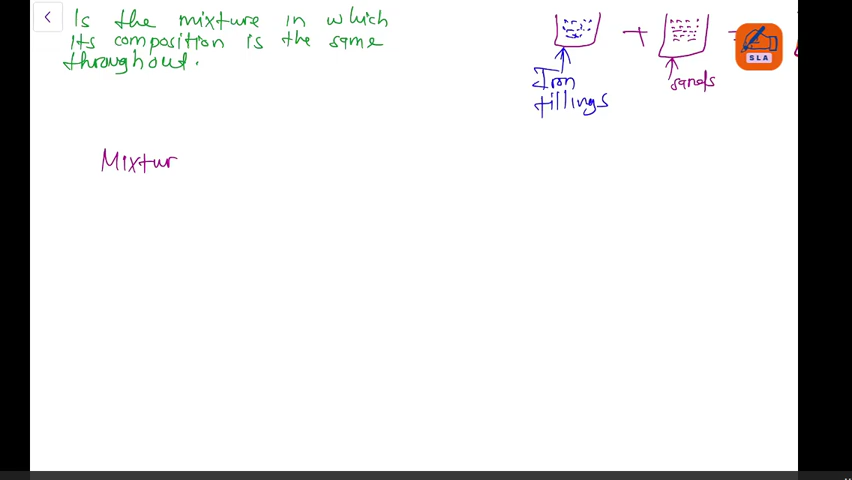 Is the mixture in which
its composition is the same
throughout.
Iron
fillings
+
sands
SLA
Mixtur